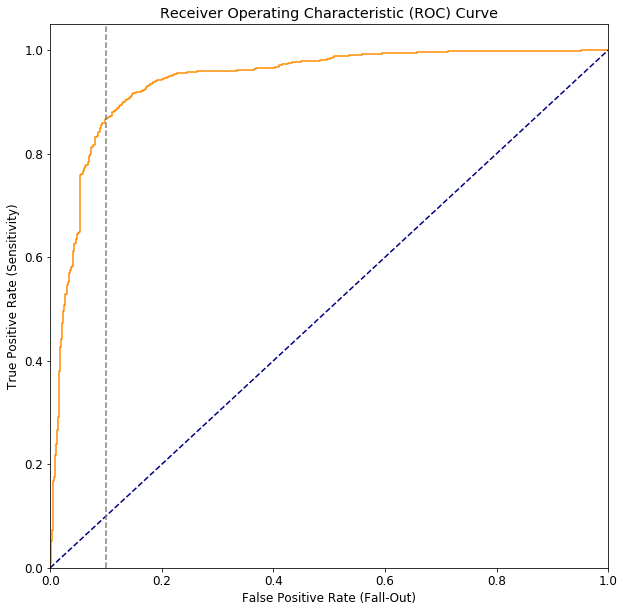 Receiver Operating Characteristic (ROC) Curve
True Positive Rate (Sensitivity)
1.0
0.8
0.6
0.4
0.2
0.0
0.0 0.2 0.4 0.6 0.8 1.0
False Positive Rate (Fall-Out)